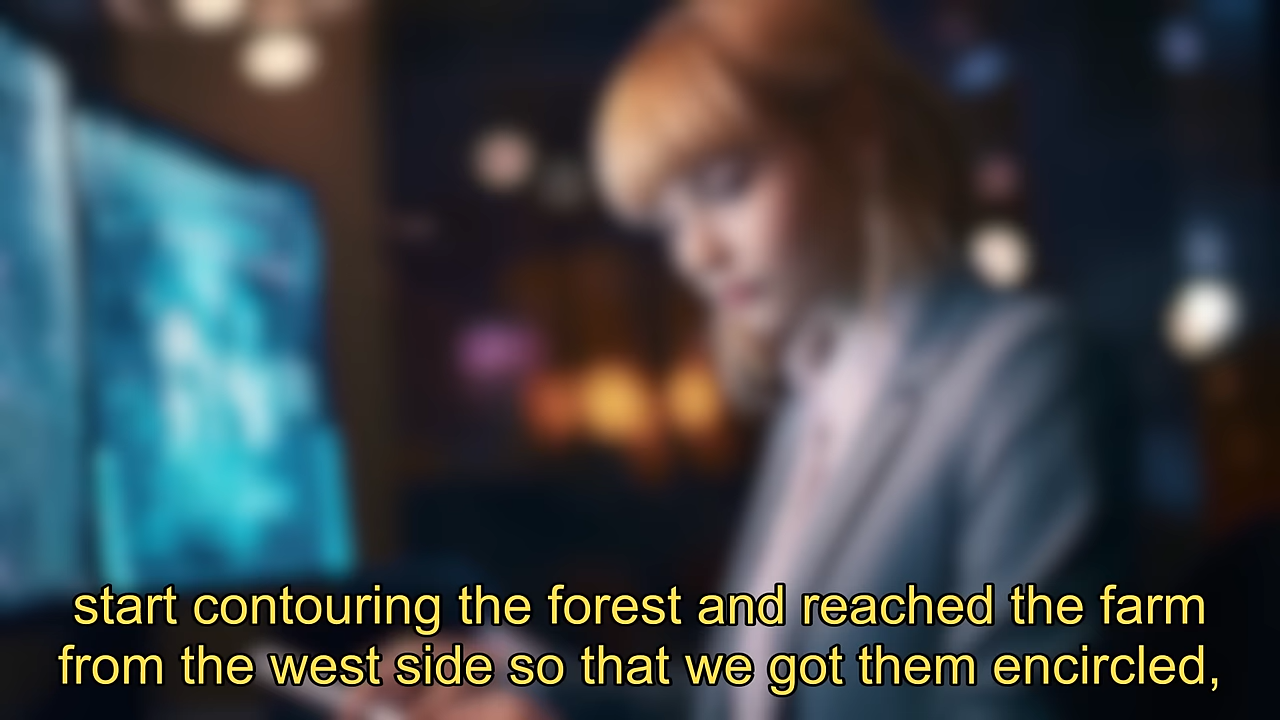 start contouring the forest and reached the farm
from the west side so that we got them encircled,